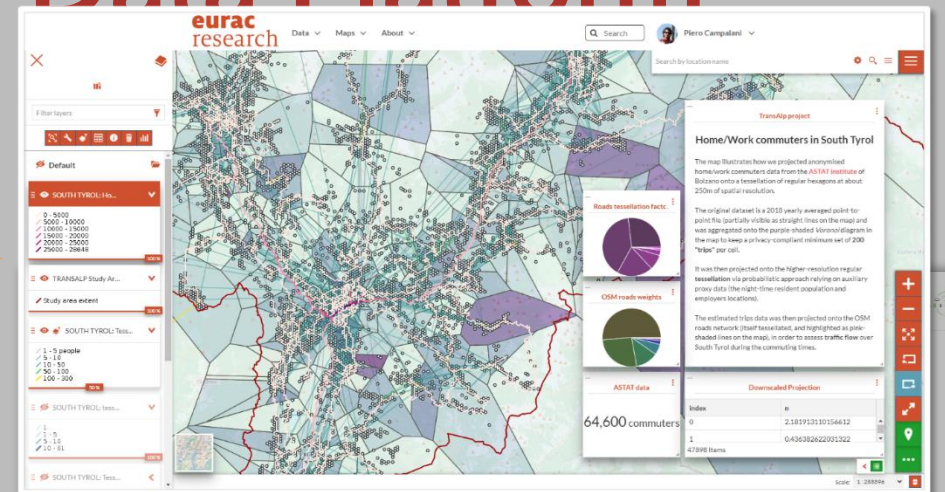 Data Platform
eurac
research
Data
Maps
About
Search
Piero Campalani
Search by location name
Filter layers
Default
SOUTH TYROL: Ho...
0 - 5000
5000 - 10000
10000 - 15000
15000 - 20000
20000 - 25000
25000 - 28648
100 %
TRANSALP Study Ar...
Study area extent
100 %
SOUTH TYROL: Tess...
1 - 5 people
5 - 10
10 - 50
50 - 100
100 - 300
SOUTH TYROL: tess...
1
1 - 5
5 - 10
10 - 81
100 %
SOUTH TYROL: Tess...
Roads tessellation factc..
OSM roads weights
ASTAT data
64,600 commuters
TransAlp project
Home/Work commuters in South Tyrol
The map illustrates how we projected anonymised
home/work commuters data from the ASTAT institute of
Bolzano onto a tessellation of regular hexagons at about
250m of spatial resolution.
The original dataset is a 2018 yearly averaged point-to-
point file (partially visible as straight lines on the map) and
was aggregated onto the purple-shaded Voronoi diagram in
the map to keep a privacy-compliant minimum set of 200
"trips" per cell.
It was then projected onto the higher-resolution regular
tessellation via probabilistic approach relying on auxiliary
proxy data (the night-time resident population and
employers locations).
The estimated trips data was then projected onto the OSM
roads network (itself tessellated, and highlighted as pink-
shaded lines on the map), in order to assess traffic flow over
South Tyrol during the commuting times.
Downscaled Projection
index n
0 2.181913110156612
1 0.436382622031322
47898 Items
Scale: 1 : 288896